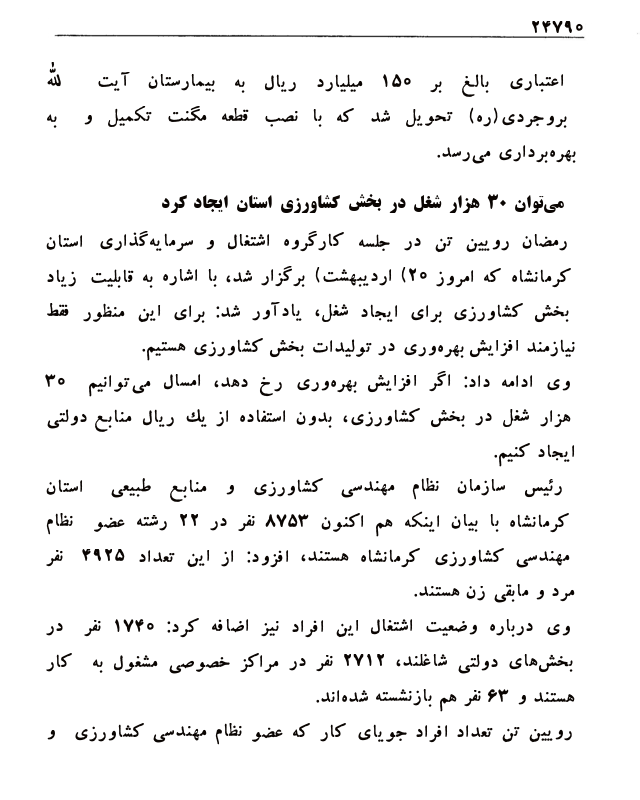 ۲۴۷۹۰
اعتباری بالغ بر ۱۵۰ میلیارد ریال به بیمارستان آیت الله
بروجردی(ره) تحویل شد که با نصب قطعه مگنت تکمیل و به
بهره‌برداری می‌رسد.
می‌توان ۳۰ هزار شغل در بخش کشاورزی استان ایجاد کرد
رمضان رویین تن در جلسه کارگروه اشتغال و سرمایه‌گذاری استان
کرمانشاه که امروز ۲۰) اردیبهشت) برگزار شد، با اشاره به قابلیت زیاد
بخش کشاورزی برای ایجاد شغل، یادآور شد: برای این منظور فقط
نیازمند افزایش بهره‌وری در تولیدات بخش کشاورزی هستیم.
وی ادامه داد: اگر افزایش بهره‌وری رخ دهد، امسال می‌توانیم ۳۰
هزار شغل در بخش کشاورزی، بدون استفاده از یك ریال منابع دولتی
ایجاد کنیم.
رئیس سازمان نظام مهندسی کشاورزی و منابع طبیعی استان
کرمانشاه با بیان اینکه هم اکنون ۸۷۵۳ نفر در ۲۲ رشته عضو نظام
مهندسی کشاورزی کرمانشاه هستند، افزود: از این تعداد ۴۹۲۵ نفر
مرد و مابقی زن هستند.
وی درباره وضعیت اشتغال این افراد نیز اضافه کرد: ۱۷۴۰ نفر در
بخش‌های دولتی شاغلند، ۲۷۱۲ نفر در مراکز خصوصی مشغول به کار
هستند و ۶۳ نفر هم بازنشسته شده‌اند.
رویین تن تعداد افراد جویای کار که عضو نظام مهندسی کشاورزی و